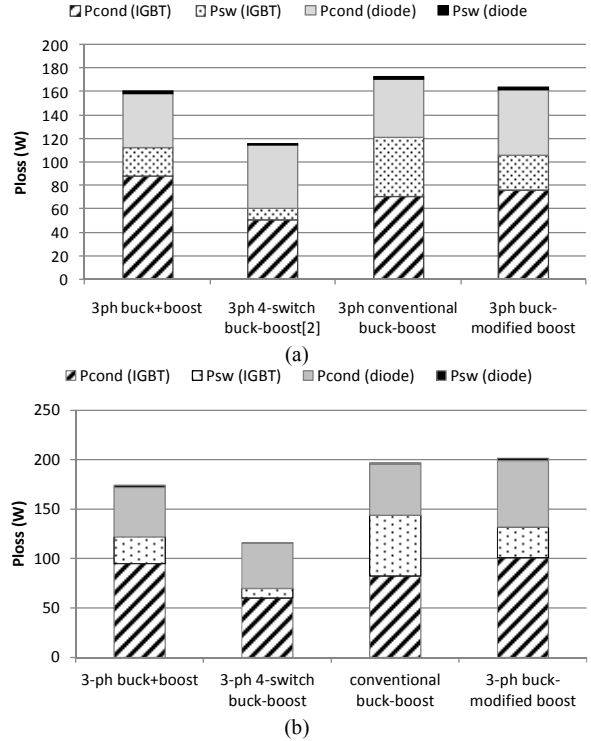 Pcond (IGBT) Psw (IGBT) Pcond (diode) Psw (diode
200
180
160
140
120
100
80
60
40
20
0
Ploss (W)
3ph buck+boost 3ph 4-switch buck-boost[2] 3ph conventional buck-boost 3ph buck-modified boost
(a)
Pcond (IGBT) Psw (IGBT) Pcond (diode) Psw (diode)
250
200
150
100
50
0
Ploss (W)
3-ph buck+boost 3-ph 4-switch buck-boost conventional buck-boost 3-ph buck-modified boost
(b)